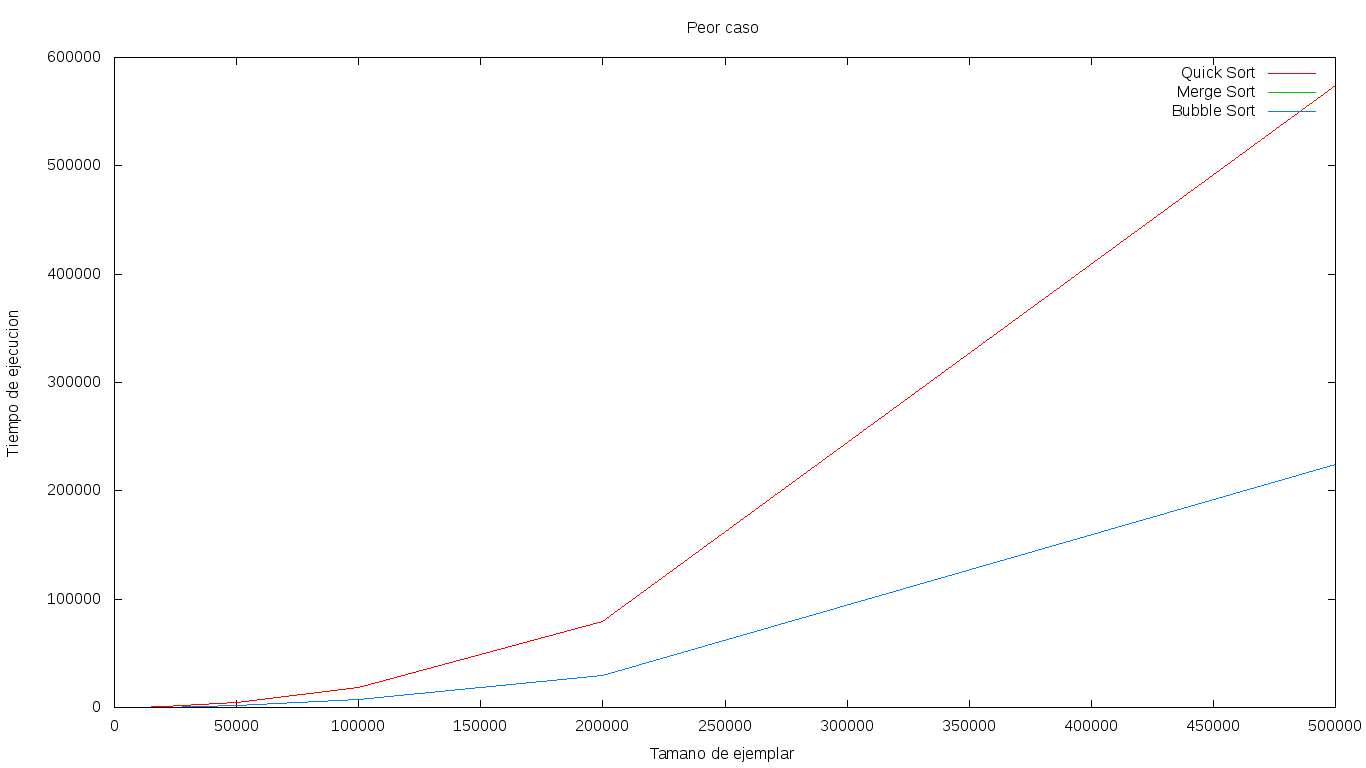 Peor caso
600000
500000
400000
300000
200000
100000
0
Tiempo de ejecucion
Quick Sort
Merge Sort
Bubble Sort
0 50000 100000 150000 200000 250000 300000 350000 400000 450000 500000
Tamano de ejemplar